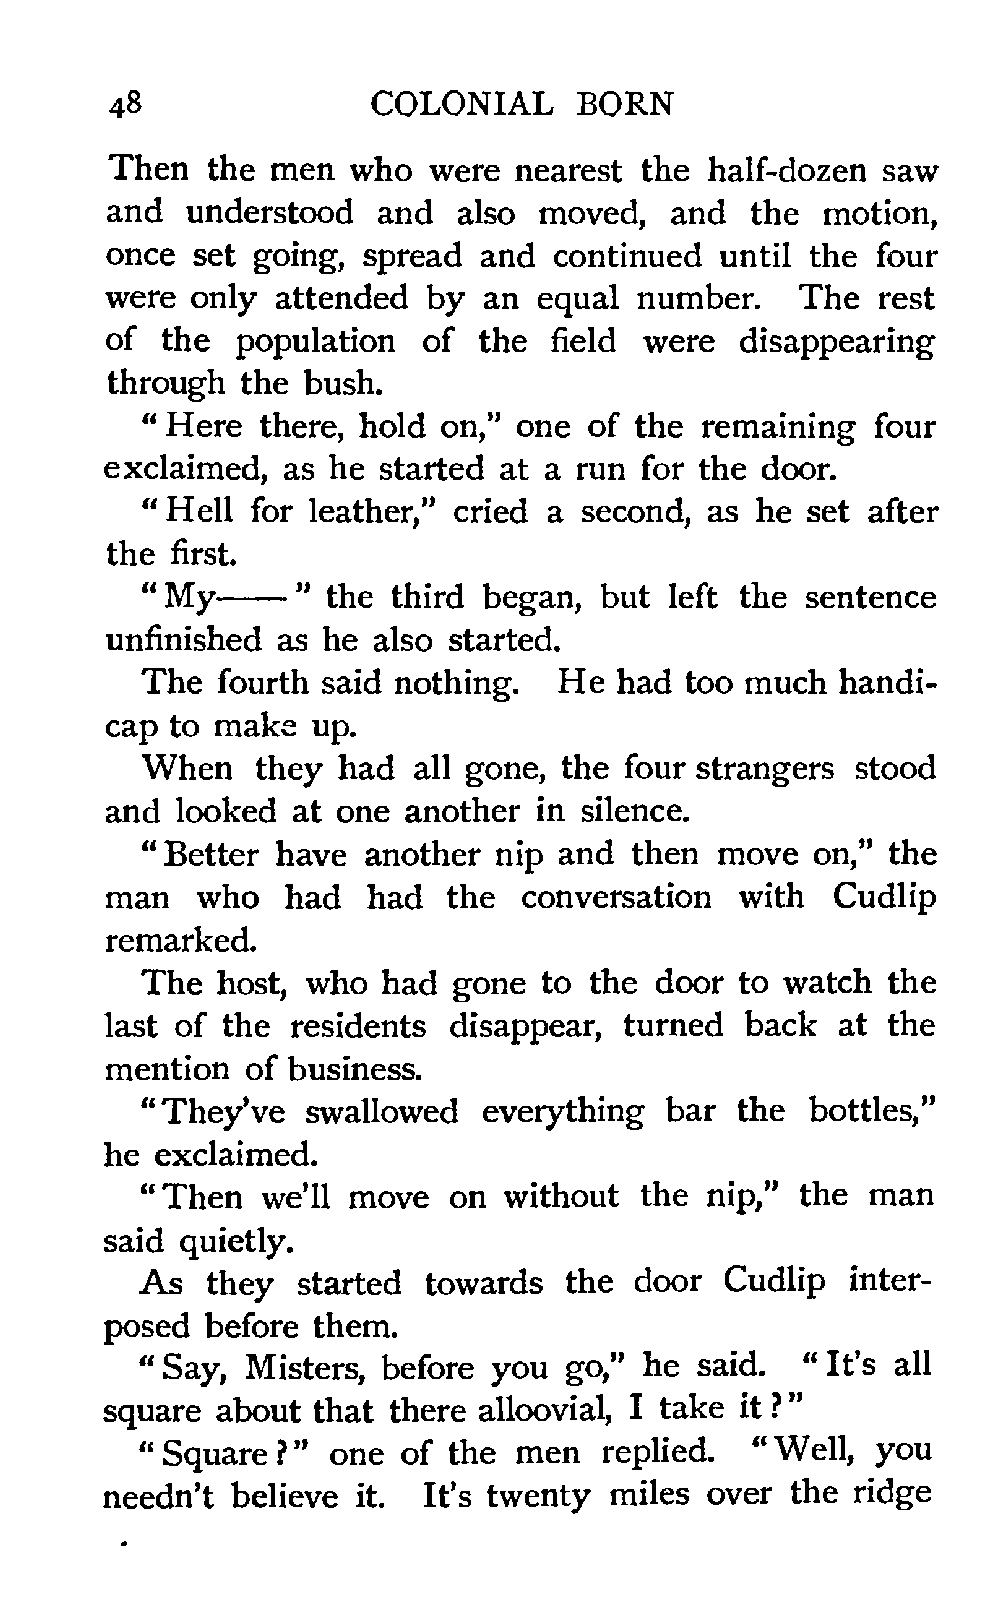 48 COLONIAL BORN
Then the men who were nearest the half-dozen saw
and understood and also moved, and the motion,
once set going, spread and continued until the four
were only attended by an equal number. The rest
of the population of the field were disappearing
through the bush.
“Here there, hold on,” one of the remaining four
exclaimed, as he started at a run for the door.
“Hell for leather,” cried a second, as he set after
the first.
“My——” the third began, but left the sentence
unfinished as he also started.
The fourth said nothing. He had too much handi-
cap to make up.
When they had all gone, the four strangers stood
and looked at one another in silence.
“Better have another nip and then move on,” the
man who had had the conversation with Cudlip
remarked.
The host, who had gone to the door to watch the
last of the residents disappear, turned back at the
mention of business.
“They’ve swallowed everything bar the bottles,”
he exclaimed.
“Then we’ll move on without the nip,” the man
said quietly.
As they started towards the door Cudlip inter-
posed before them.
“Say, Misters, before you go,” he said. “It’s all
square about that there alloovial, I take it?”
“Square?” one of the men replied. “Well, you
needn’t believe it. It’s twenty miles over the ridge